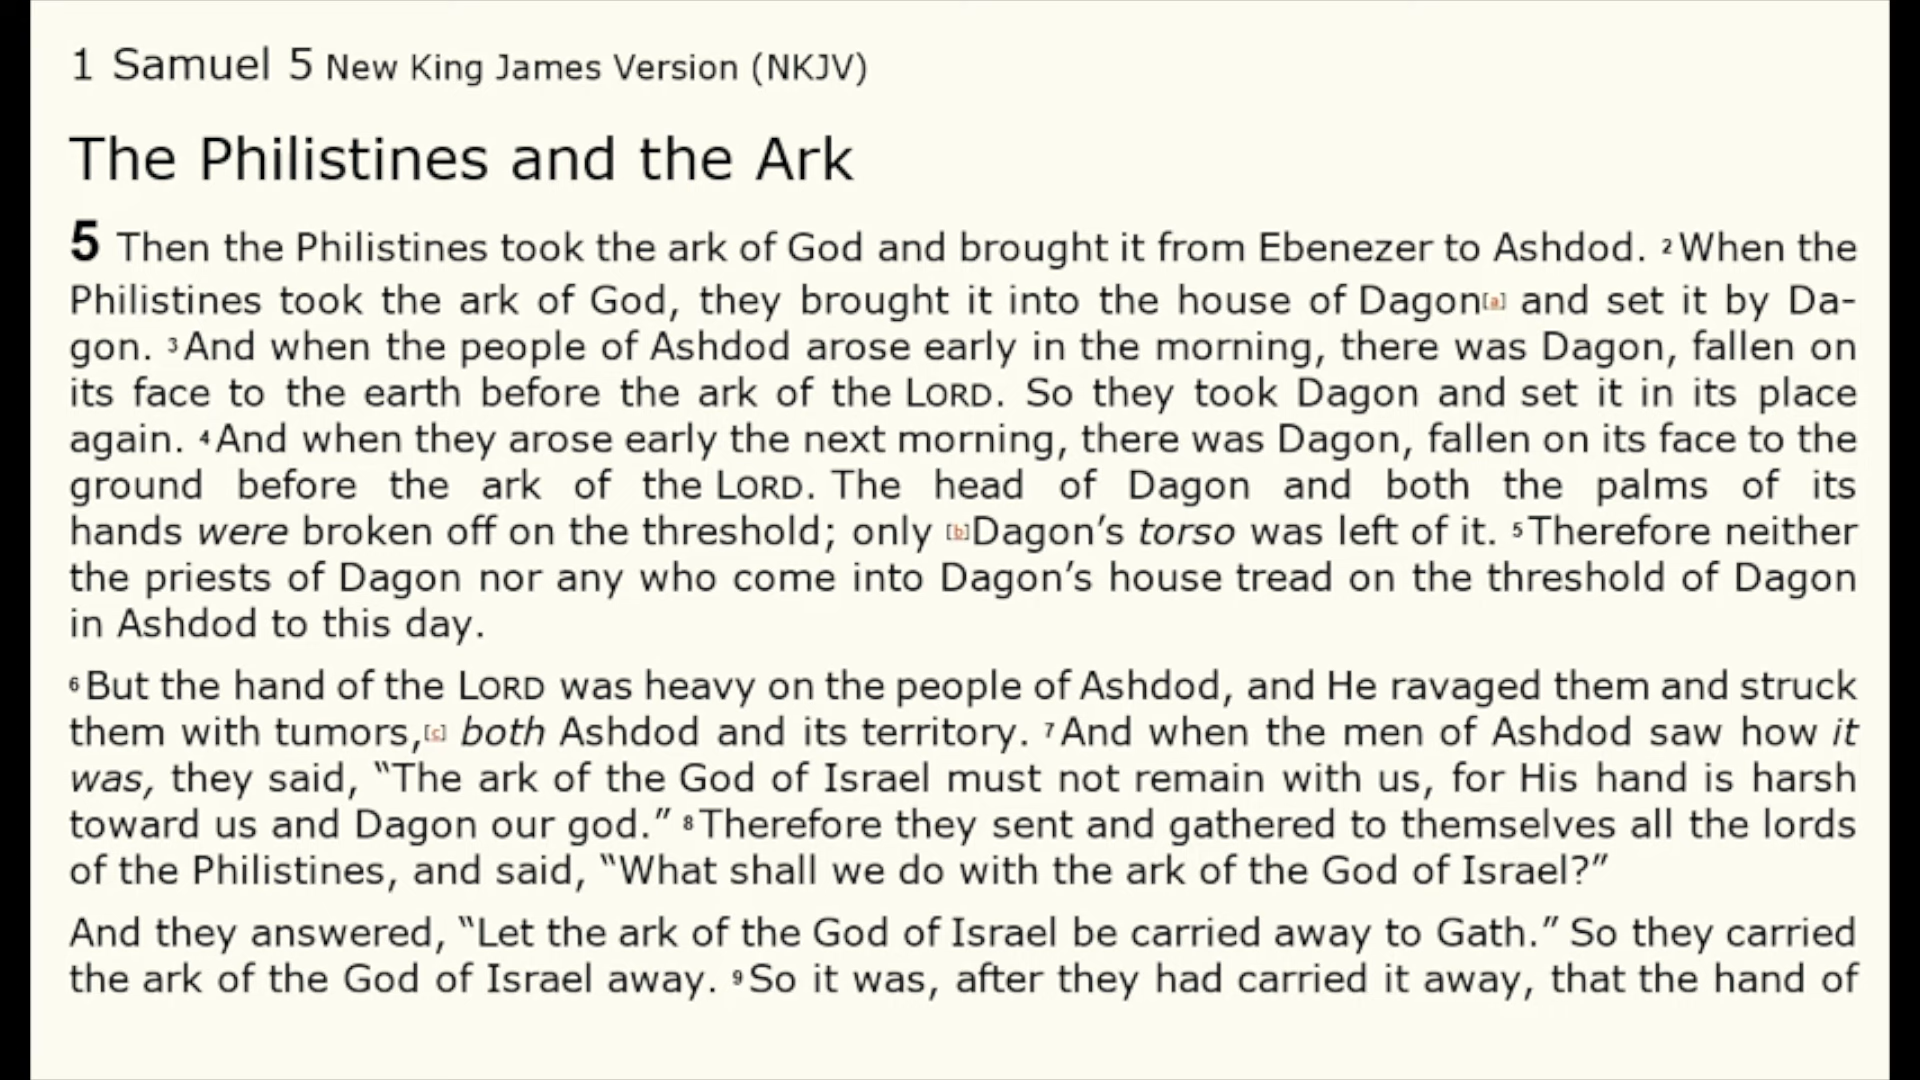 1 Samuel 5 New King James Version (NKJV)
The Philistines and the Ark
5 Then the Philistines took the ark of God and brought it from Ebenezer to Ashdod. 2 When the
Philistines took the ark of God, they brought it into the house of Dagon[a] and set it by Da-
gon. 3 And when the people of Ashdod arose early in the morning, there was Dagon, fallen on
its face to the earth before the ark of the LORD. So they took Dagon and set it in its place
again. 4 And when they arose early the next morning, there was Dagon, fallen on its face to the
ground before the ark of the LORD. The head of Dagon and both the palms of its
hands were broken off on the threshold; only [b]Dagon’s torso was left of it. 5 Therefore neither
the priests of Dagon nor any who come into Dagon’s house tread on the threshold of Dagon
in Ashdod to this day.
6 But the hand of the LORD was heavy on the people of Ashdod, and He ravaged them and struck
them with tumors,[c] both Ashdod and its territory. 7 And when the men of Ashdod saw how it
was, they said, “The ark of the God of Israel must not remain with us, for His hand is harsh
toward us and Dagon our god.” 8 Therefore they sent and gathered to themselves all the lords
of the Philistines, and said, “What shall we do with the ark of the God of Israel?”
And they answered, “Let the ark of the God of Israel be carried away to Gath.” So they carried
the ark of the God of Israel away. 9 So it was, after they had carried it away, that the hand of